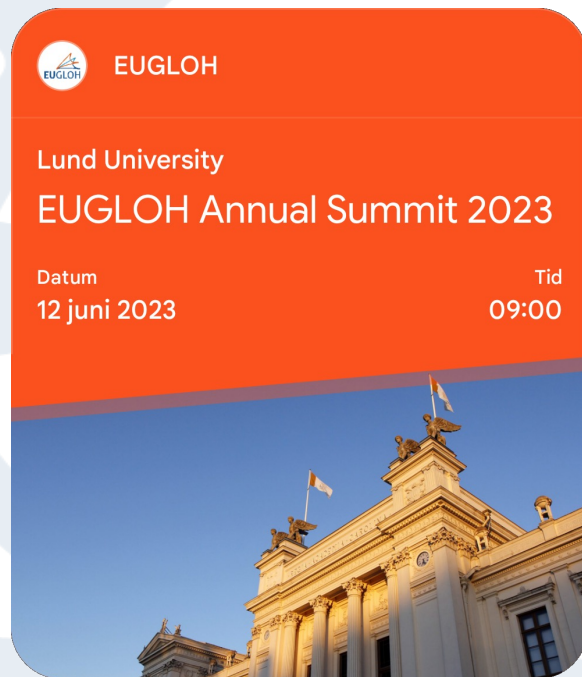 EUGLOH
EUGLOH
Lund University
EUGLOH Annual Summit 2023
Datum
Tid
12 juni 2023
09:00